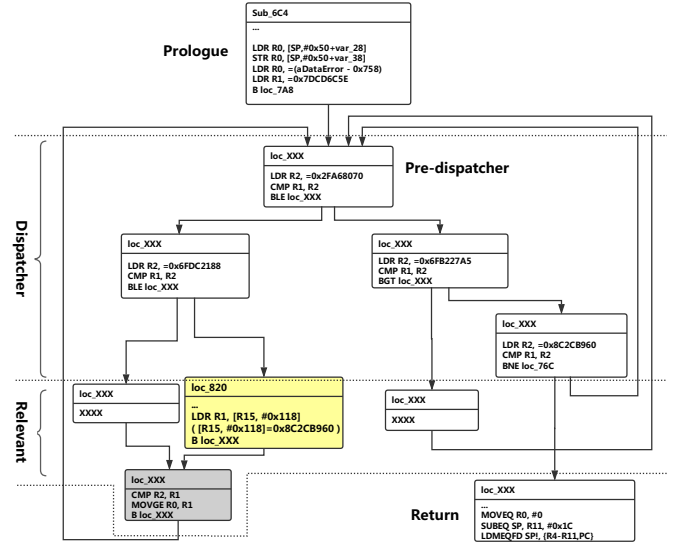 Sub_6C4
...
LDR R0, [SP,#0x50+var_28]
STR R0, [SP,#0x50+var_38]
LDR R0, =(aDataError - 0x758)
LDR R1, =0x7DCD6C5E
B loc_7A8
Prologue
loc_XXX
LDR R2, =0x2FA68070
CMP R1, R2
BLE loc_XXX
Pre-dispatcher
Dispatcher
loc_XXX
LDR R2, =0x6FDC2188
CMP R1, R2
BLE loc_XXX
loc_XXX
LDR R2, =0x6FB227A5
CMP R1, R2
BGT loc_XXX
loc_XXX
LDR R2, =0x8C2CB960
CMP R1, R2
BNE loc_76C
Relevant
loc_XXX
XXXX
loc_820
...
LDR R1, [R15, #0x118]
( [R15, #0x118]=0x8C2CB960 )
B loc_XXX
loc_XXX
XXXX
loc_XXX
CMP R2, R1
MOVGE R0, R1
B loc_XXX
Return
loc_XXX
...
MOVEQ R0, #0
SUBEQ SP, R11, #0x1C
LDMEQFD SP!, {R4-R11,PC}